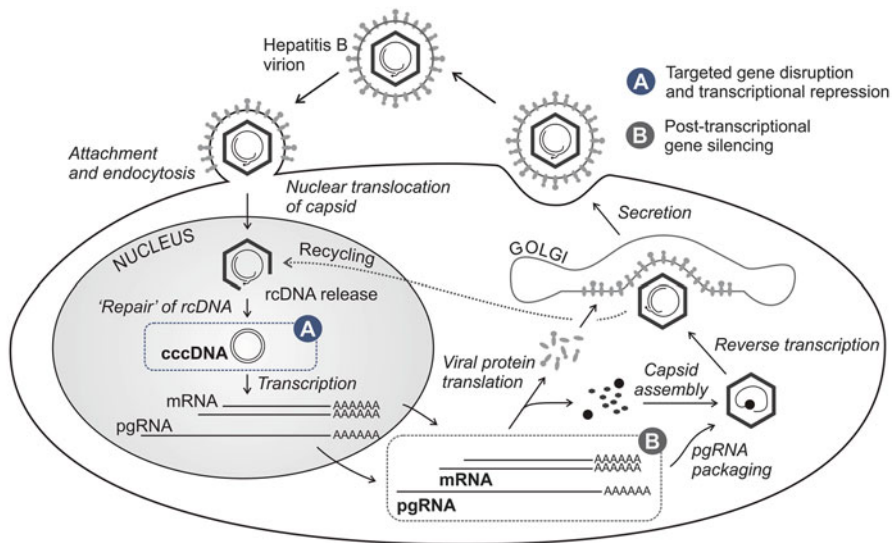 Hepatitis B
virion
A
Targeted gene disruption
and transcriptional repression
B
Post-transcriptional
gene silencing
Attachment
and endocytosis
Nuclear translocation
of capsid
Secretion
NUCLEUS
Recycling
GOLGI
rcDNA release
'Repair' of rcDNA
A
cccDNA
Transcription
mRNA
AAAAAA
AAAAAA
pgRNA
AAAAAA
Viral protein
translation
Capsid
assembly
Reverse transcription
B
AAAAAA
AAAAAA
mRNA
AAAAAA
pgRNA
pgRNA
packaging